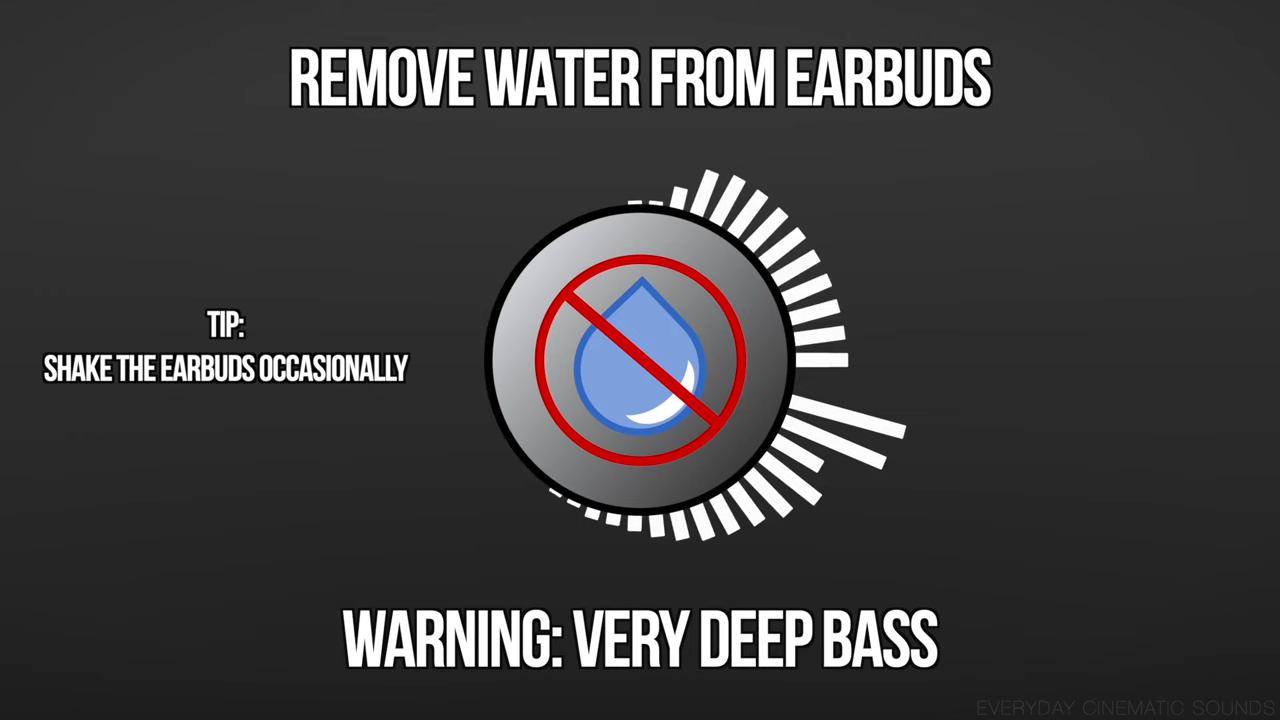 REMOVE WATER FROM EARBUDS
TIP:
SHAKE THE EARBUDS OCCASIONALLY
WARNING: VERY DEEP BASS
EVERYDAY CINEMATIC SOUNDS